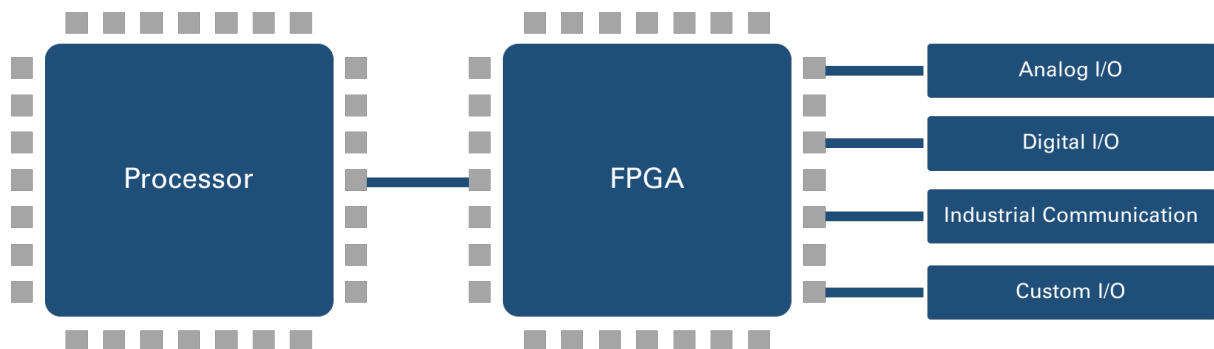 Processor
FPGA
Analog I/O
Digital I/O
Industrial Communication
Custom I/O